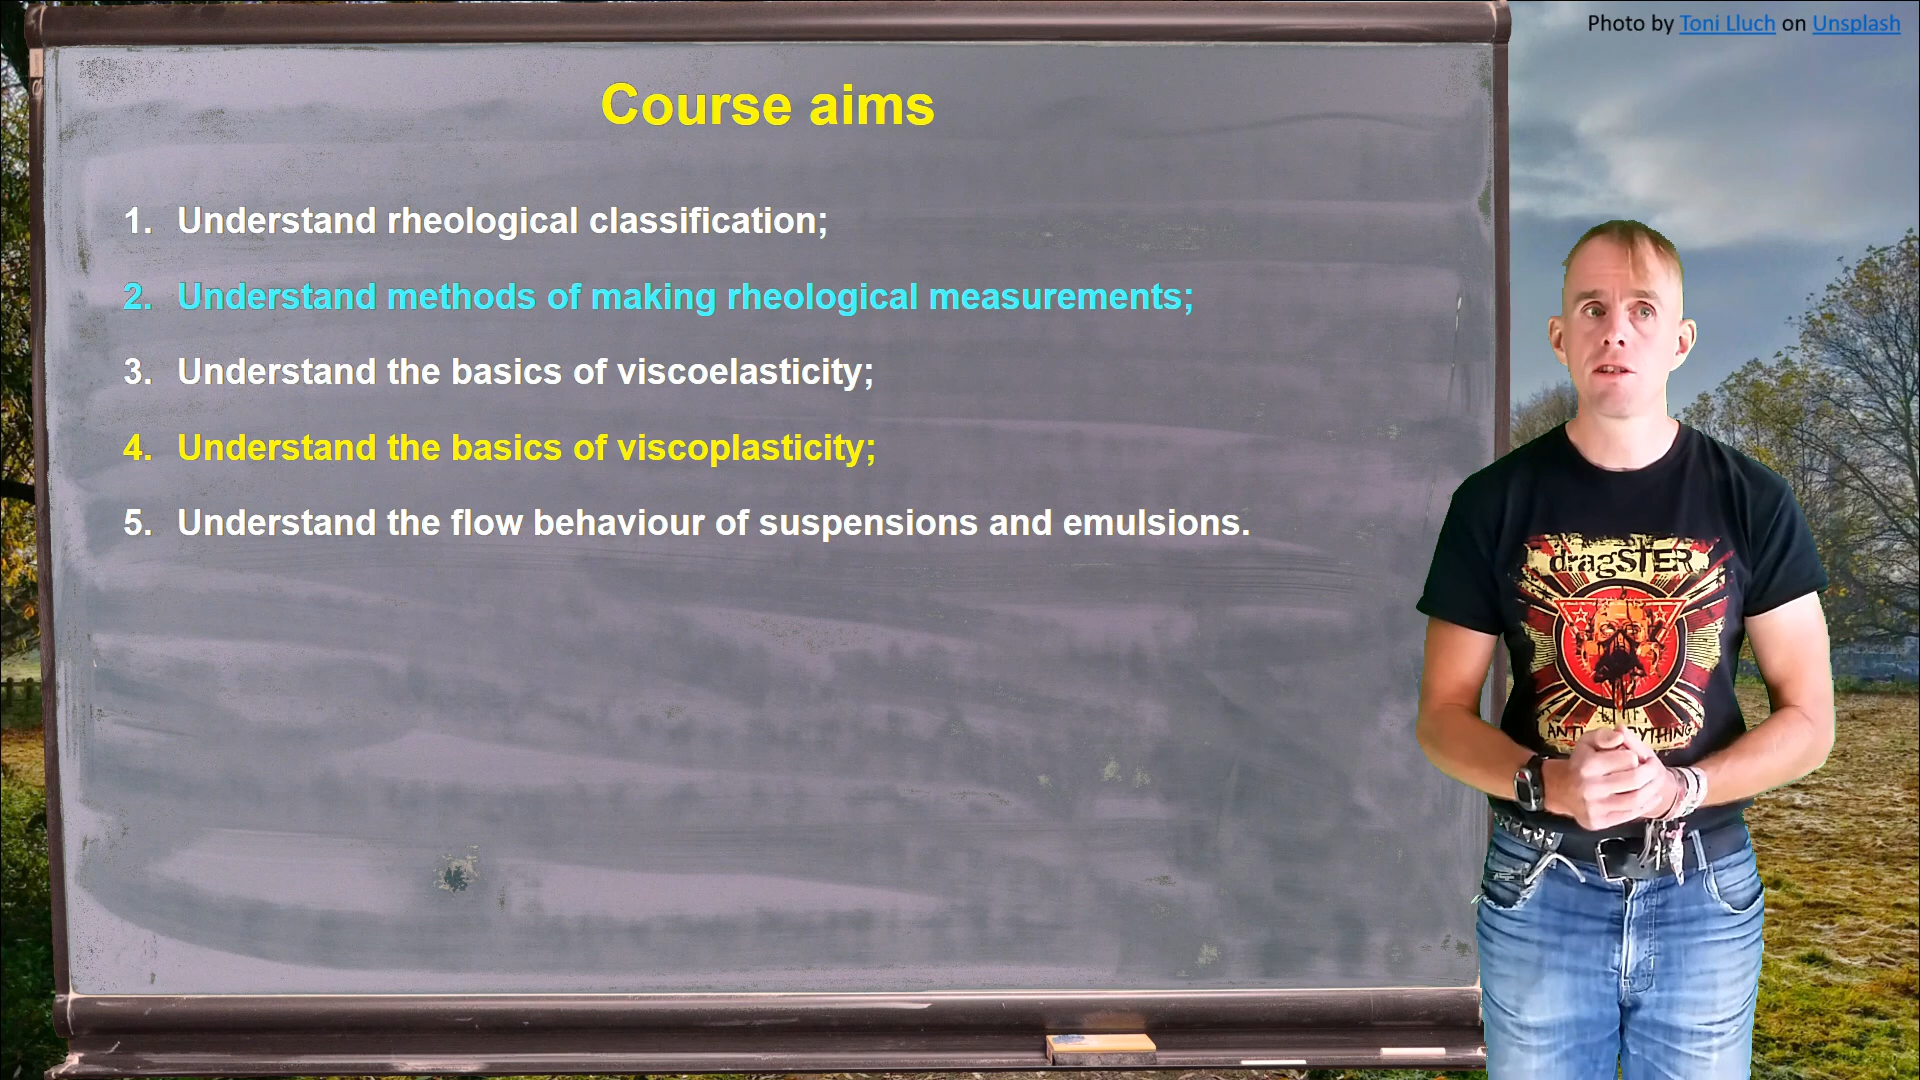 Photo by Toni Lluch on Unsplash
Course aims
1. Understand rheological classification;
2. Understand methods of making rheological measurements;
3. Understand the basics of viscoelasticity;
4. Understand the basics of viscoplasticity;
5. Understand the flow behaviour of suspensions and emulsions.
dragSTER